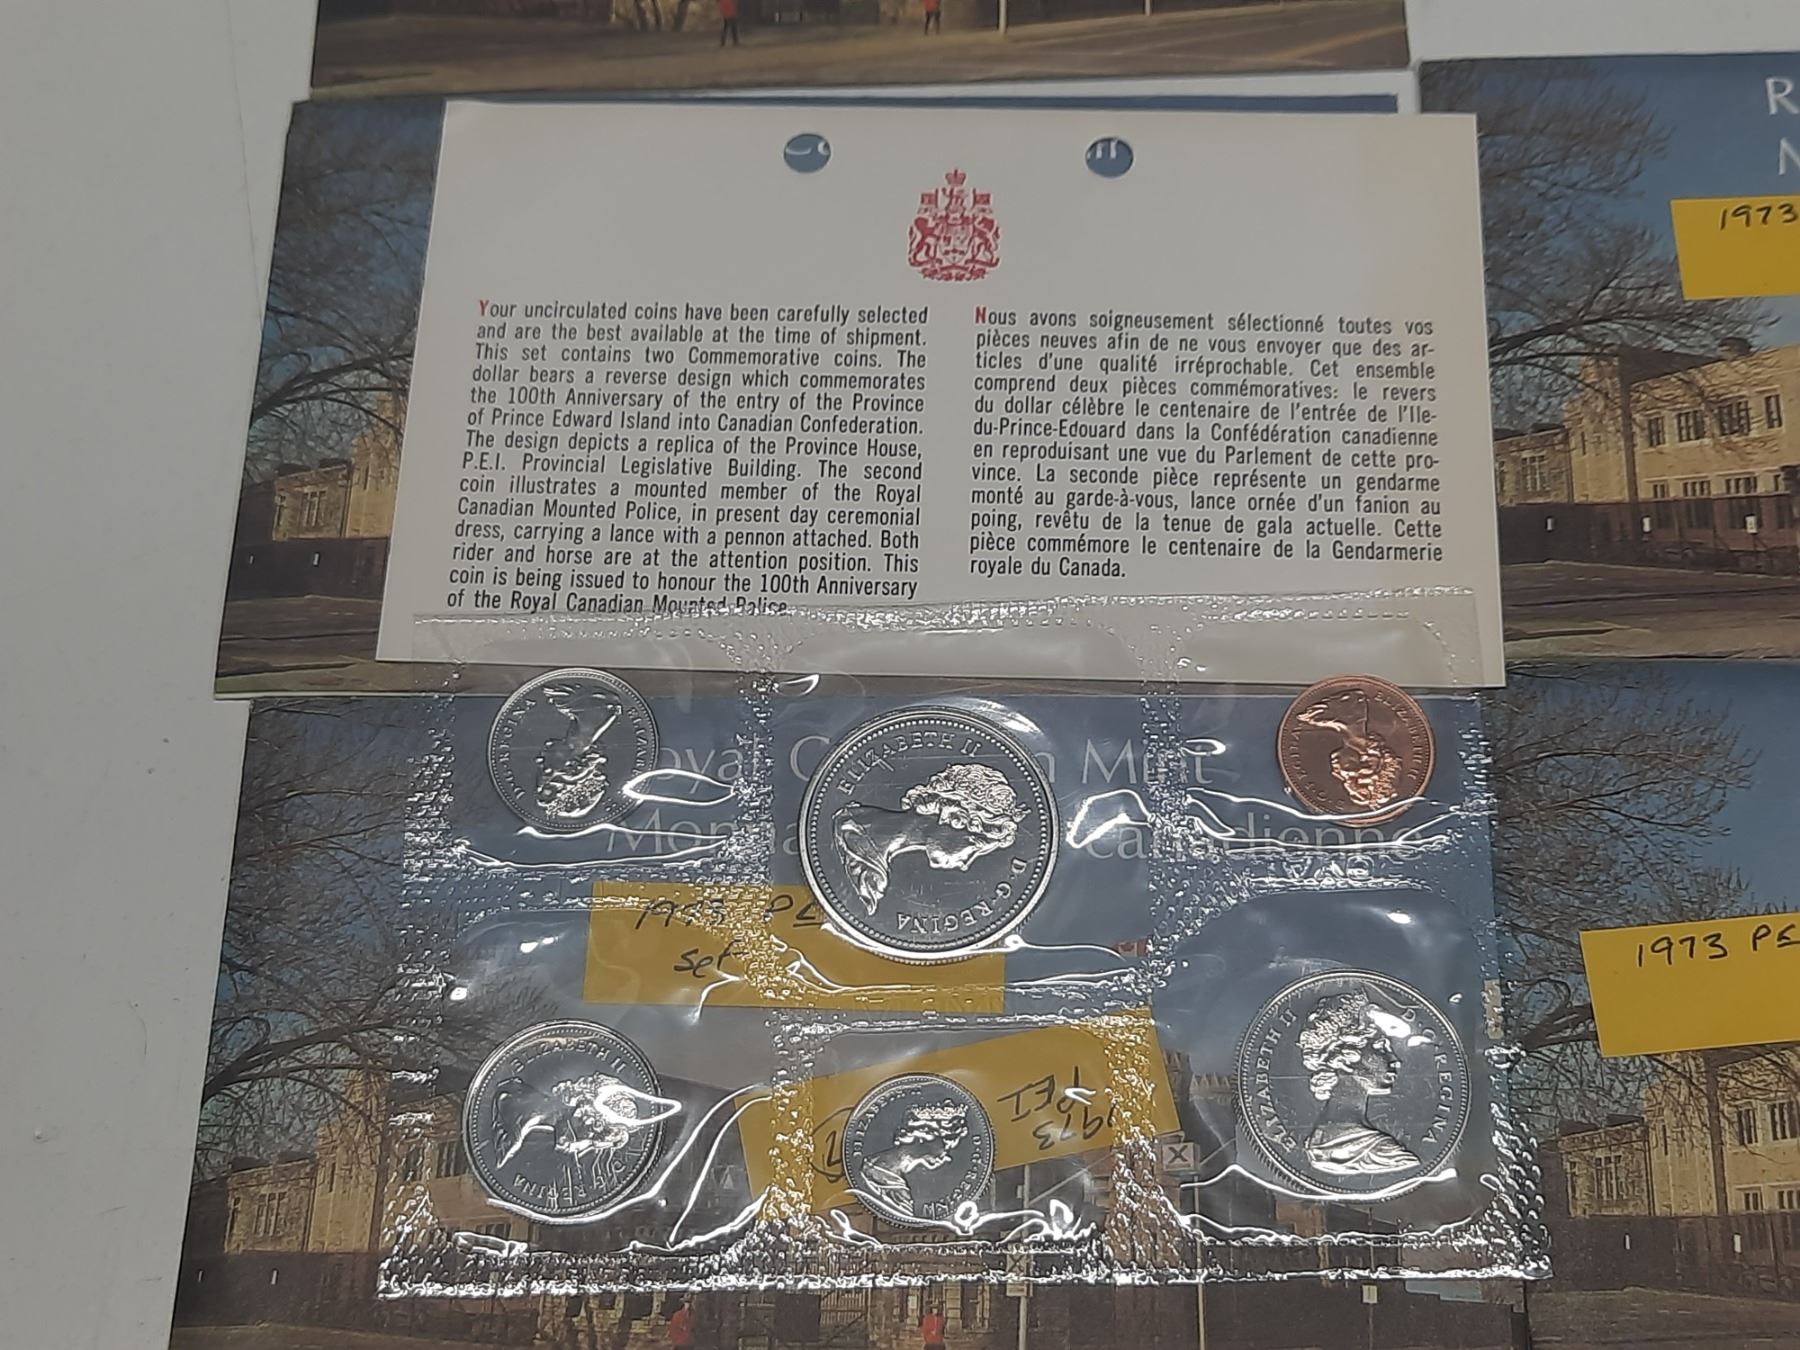 R
N
1973
Your uncirculated coins have been carefully selected
and are the best available at the time of shipment.
This set contains two Commemorative coins. The
dollar bears a reverse design which commemorates
the 100th Anniversary of the entry of the Province
of Prince Edward Island into Canadian Confederation.
The design depicts a replica of the Province House,
P.E.I. Provincial Legislative Building. The second
coin illustrates a mounted member of the Royal
Canadian Mounted Police, in present day ceremonial
dress, carrying a lance with a pennon attached. Both
rider and horse are at the attention position. This
coin is being issued to honour the 100th Anniversary
of the Royal Canadian Mounted Police.
Nous avons soigneusement sélectionné toutes vos
pièces neuves afin de ne vous envoyer que des ar-
ticles d'une qualité irréprochable. Cet ensemble
comprend deux pièces commémoratives: le revers
du dollar célèbre le centenaire de l'entrée de l'Ile-
du-Prince-Edouard dans la Confédération canadienne
en reproduisant une vue du Parlement de cette pro-
vince. La seconde pièce représente un gendarme
monté au garde-à-vous, lance ornée d'un fanion au
poing, revêtu de la tenue de gala actuelle. Cette
pièce commémore le centenaire de la Gendarmerie
royale du Canada.
oyal C n Mint
Monna canadienne
1973 PE
set
1973
PEI
7
1973 PE
ELIZABETH II D·G·REGINA
ELIZABETH II D·G·REGINA
ELIZABETH II D·G·REGINA